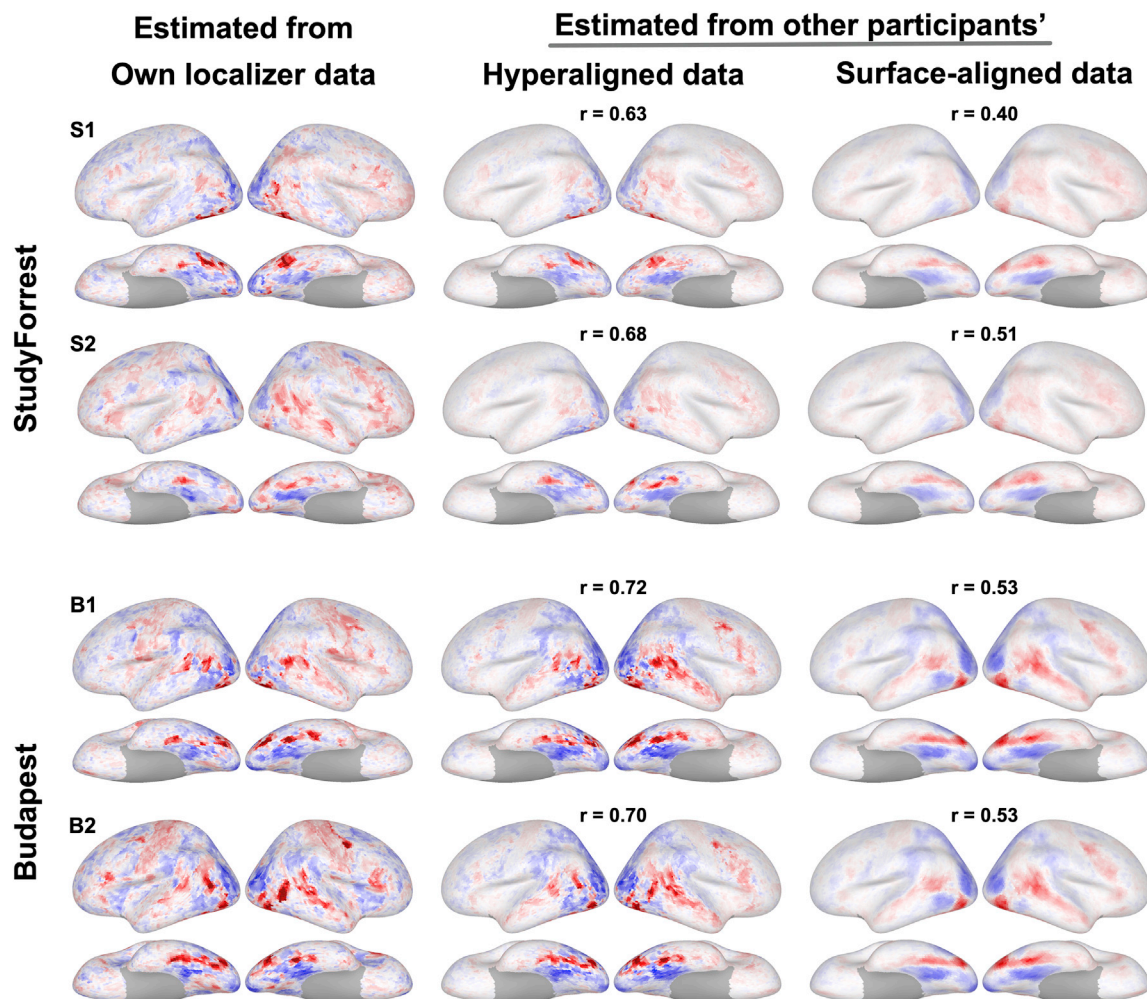 Estimated from
Own localizer data
Estimated from other participants’
Hyperaligned data
Surface-aligned data
StudyForrest
S1
r = 0.63
r = 0.40
S2
r = 0.68
r = 0.51
Budapest
B1
r = 0.72
r = 0.53
B2
r = 0.70
r = 0.53